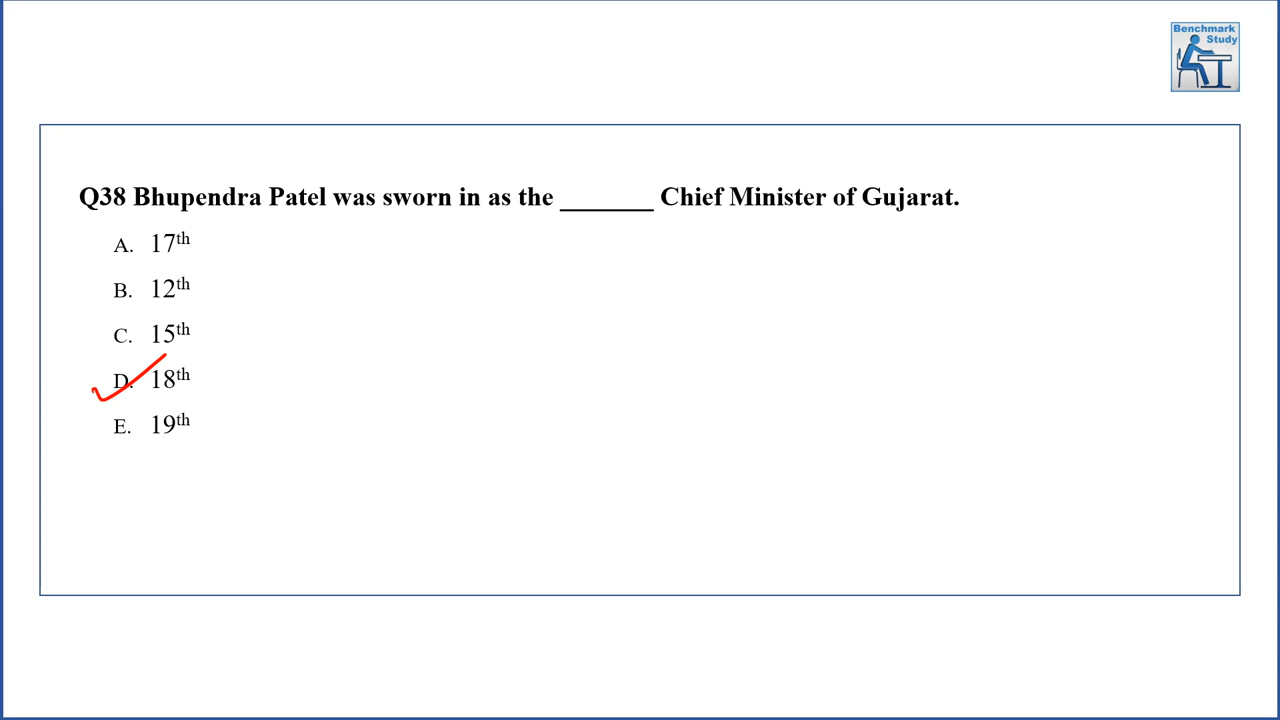 Benchmark
Study
Q38 Bhupendra Patel was sworn in as the _______ Chief Minister of Gujarat.
A. 17th
B. 12th
C. 15th
D. 18th
E. 19th